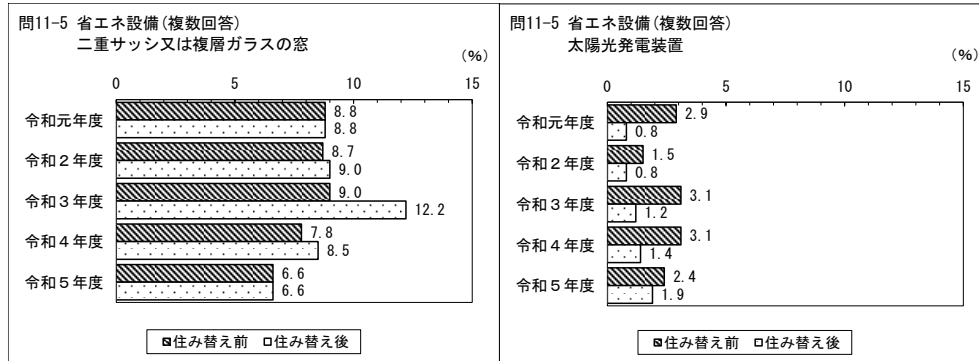 問11-5 省エネ設備(複数回答)
二重サッシ又は複層ガラスの窓
(%)
0 5 10 15
令和元年度 8.8
8.8
令和2年度 8.7
9.0
令和3年度 9.0
12.2
令和4年度 7.8
8.5
令和5年度 6.6
6.6
住み替え前 住み替え後
問11-5 省エネ設備(複数回答)
太陽光発電装置
(%)
0 5 10 15
令和元年度 2.9
0.8
令和2年度 1.5
0.8
令和3年度 3.1
1.2
令和4年度 3.1
1.4
令和5年度 2.4
1.9
住み替え前 住み替え後